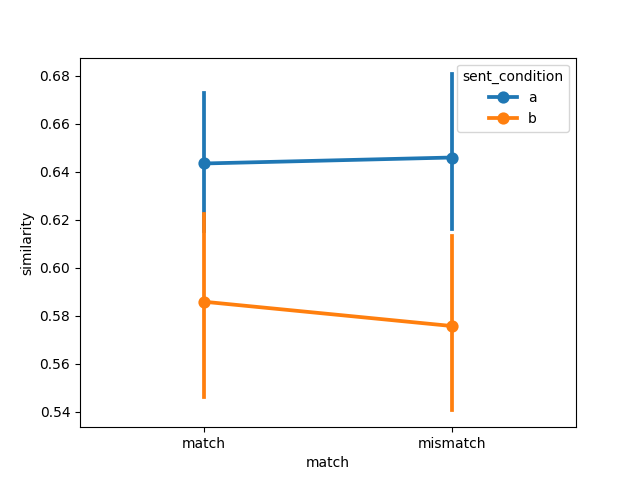 sent_condition
a
b
0.68
0.66
0.64
0.62
0.60
0.58
0.56
0.54
similarity
match
mismatch
match